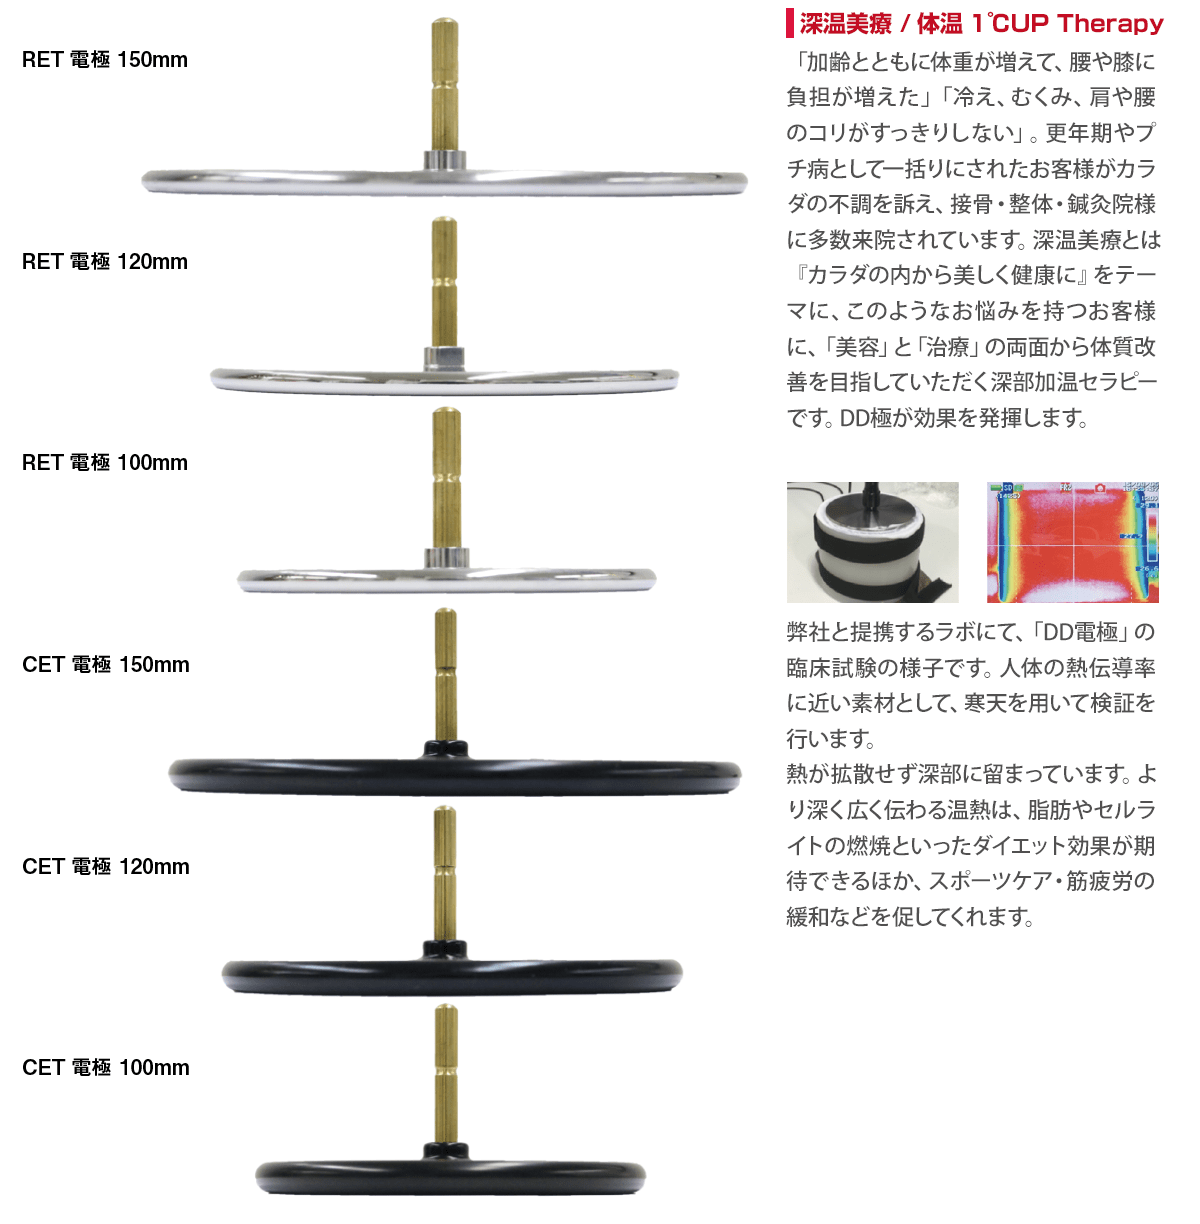 RET 電極 150mm
RET 電極 120mm
RET 電極 100mm
CET 電極 150mm
CET 電極 120mm
CET 電極 100mm
深温美療 / 体温 1℃UP Therapy
「加齢とともに体重が増えて、腰や膝に
負担が増えた」「冷え、むくみ、肩や腰
のコリがすっきりしない」。更年期やプ
チ病として一括りにされたお客様がカラ
ダの不調を訴え、接骨・整体・鍼灸院様
に多数来院されています。深温美療とは
『カラダの内から美しく健康に』をテー
マに、このようなお悩みを持つお客様
に、「美容」と「治療」の両面から体質改
善を目指していただく深部加温セラピー
です。DD極が効果を発揮します。
弊社と提携するラボにて、「DD電極」の
臨床試験の様子です。人体の熱伝導率
に近い素材として、寒天を用いて検証を
行います。
熱が拡散せず深部に留まっています。よ
り深く広く伝わる温熱は、脂肪やセルラ
イトの燃焼といったダイエット効果が期
待できるほか、スポーツケア・筋疲労の
緩和などを促してくれます。